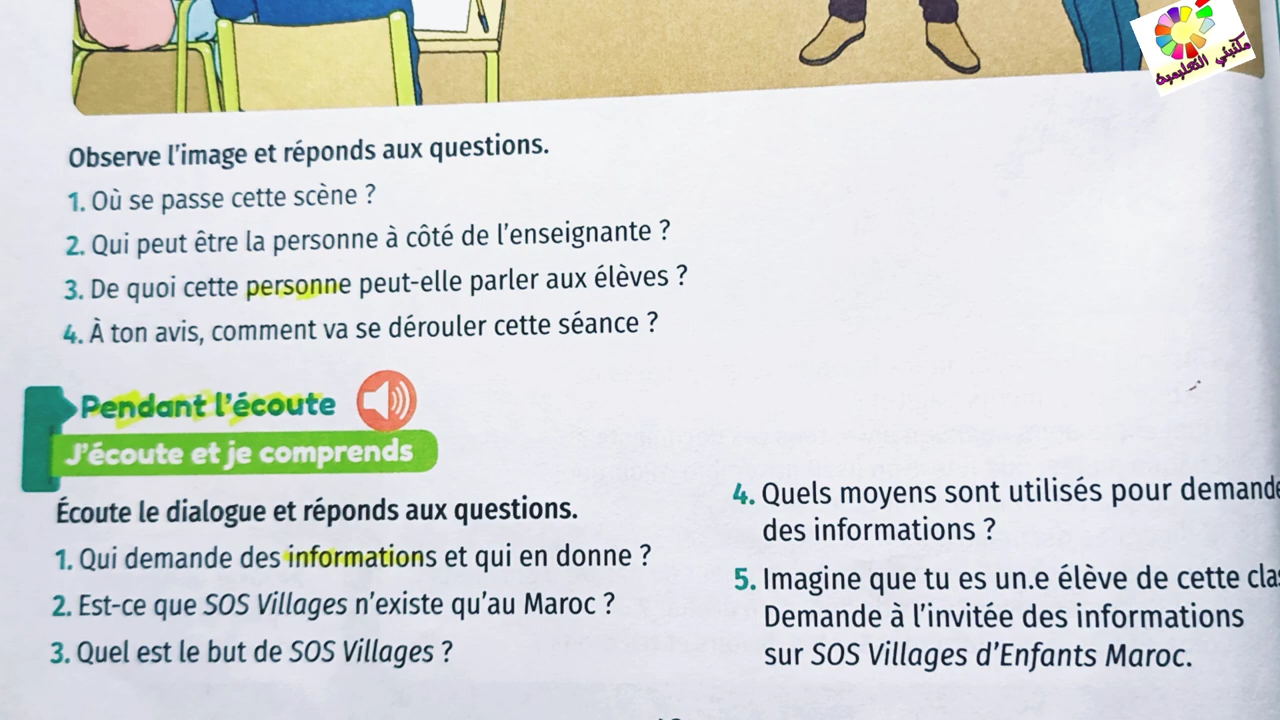 مكتبتي التعليمية
Observe l'image et réponds aux questions.
1. Où se passe cette scène ?
2. Qui peut être la personne à côté de l'enseignante ?
3. De quoi cette personne peut-elle parler aux élèves ?
4. À ton avis, comment va se dérouler cette séance ?
Pendant l'écoute
J'écoute et je comprends
Écoute le dialogue et réponds aux questions.
1. Qui demande des informations et qui en donne ?
2. Est-ce que SOS Villages n'existe qu'au Maroc ?
3. Quel est le but de SOS Villages ?
4. Quels moyens sont utilisés pour demande
des informations ?
5. Imagine que tu es un.e élève de cette clas
Demande à l'invitée des informations
sur SOS Villages d'Enfants Maroc.